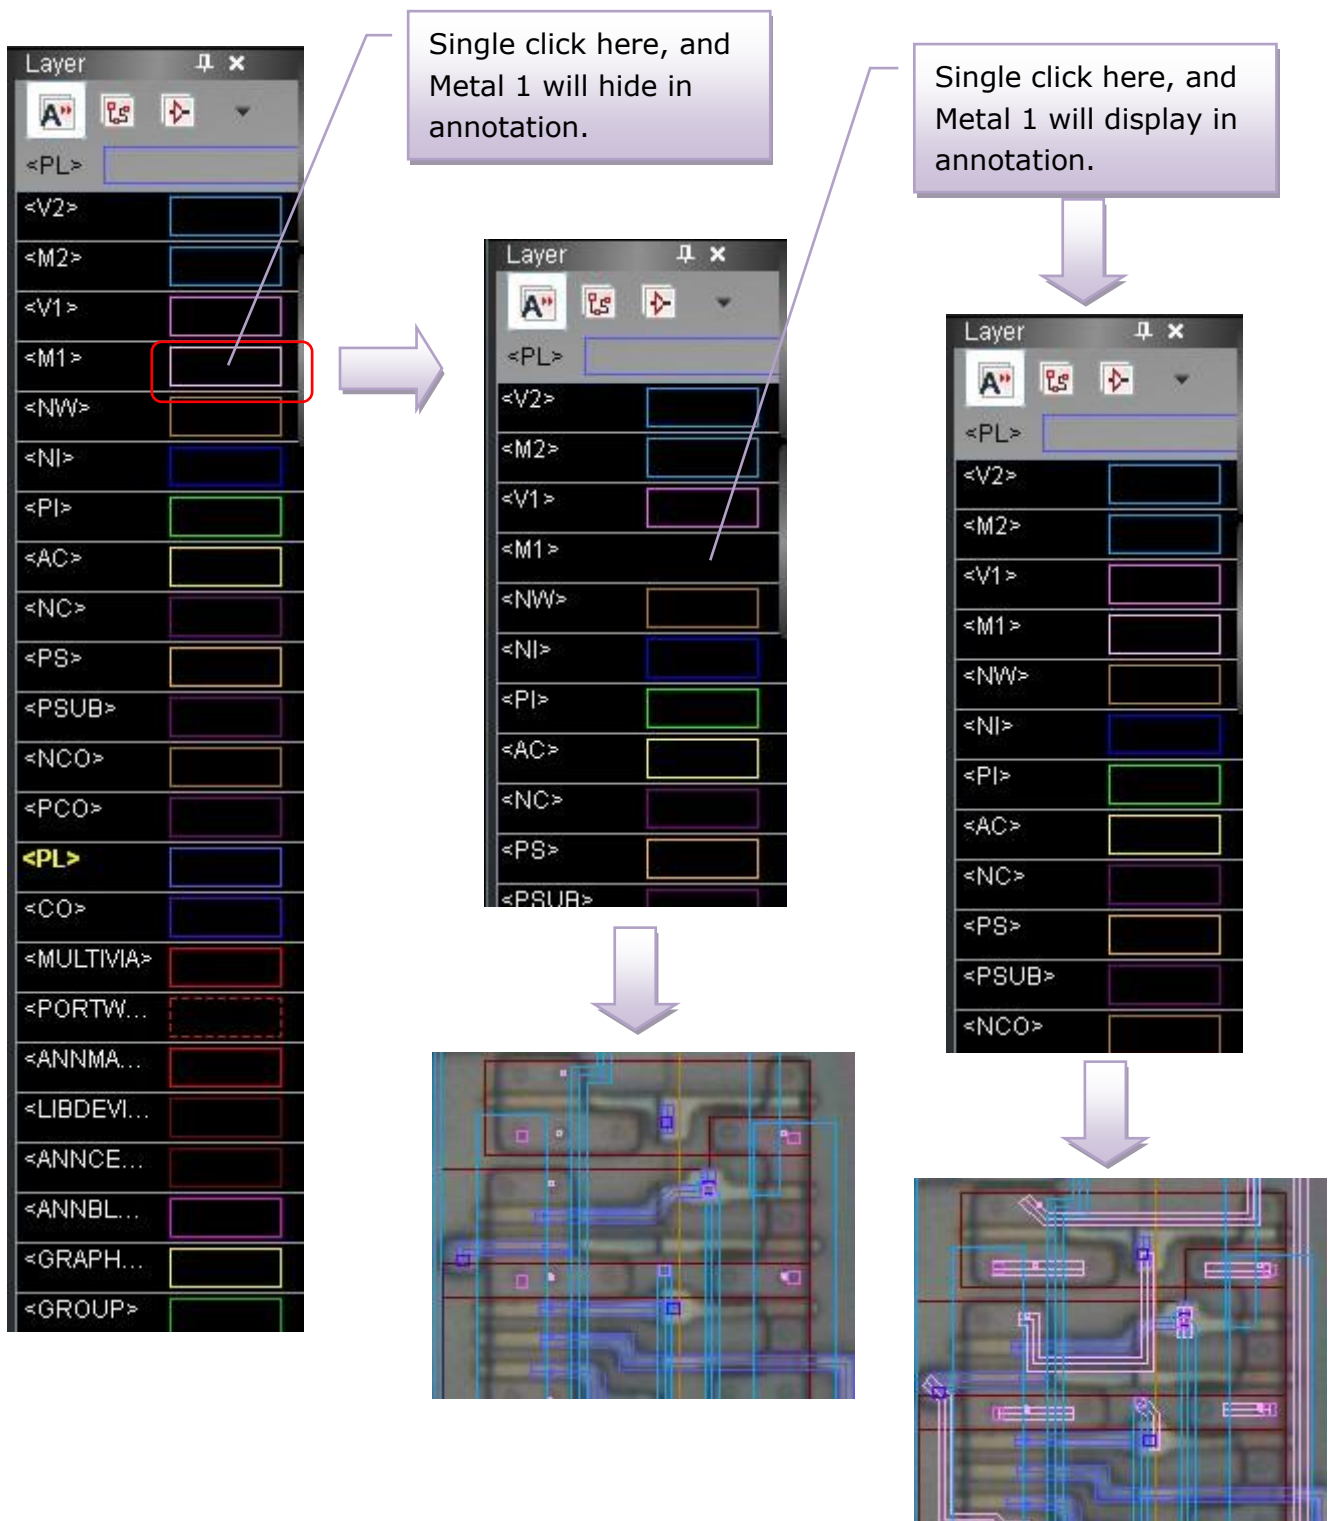 Single click here, and
Metal 1 will hide in
annotation.
Single click here, and
Metal 1 will display in
annotation.
Layer
A
<PL>
<V2>
<M2>
<V1>
<M1>
<NW>
<NI>
<PI>
<AC>
<NC>
<PS>
<PSUB>
<NCO>
<PCO>
<PL>
<CO>
<MULTIVIA>
<PORTW...
<ANNMA...
<LIBDEVI...
<ANNCE...
<ANNBL...
<GRAPH...
<GROUP>
Layer
A
<PL>
<V2>
<M2>
<V1>
<M1>
<NW>
<NI>
<PI>
<AC>
<NC>
<PS>
<PSUB>
Layer
A
<PL>
<V2>
<M2>
<V1>
<M1>
<NW>
<NI>
<PI>
<AC>
<NC>
<PS>
<PSUB>
<NCO>